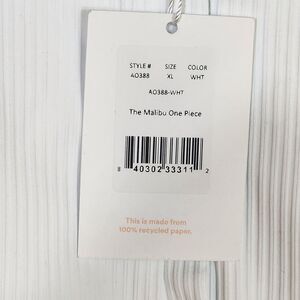 STYLE # SIZE COLOR
A0388 XL WHT
A0388-WHT
The Malibu One Piece
8 40302 33311 2
This is made from
100% recycled paper.